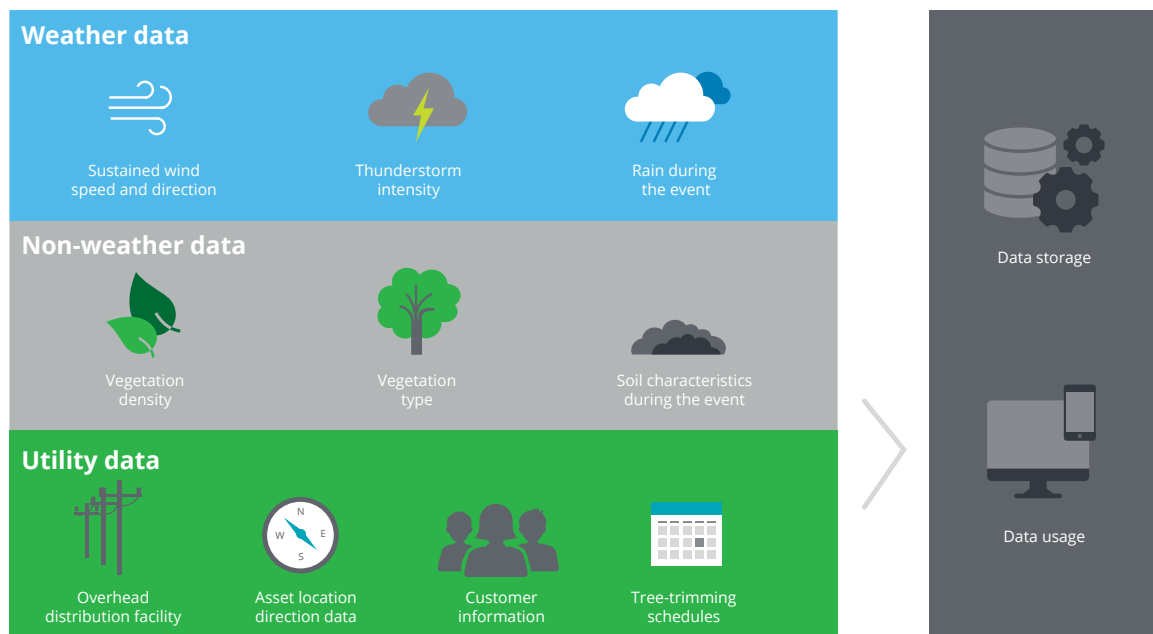 Weather data
Sustained wind
speed and direction
Thunderstorm
intensity
Rain during
the event
Non-weather data
Vegetation
density
Vegetation
type
Soil characteristics
during the event
Utility data
N
W
E
S
Overhead
distribution facility
Asset location
direction data
Customer
information
Tree-trimming
schedules
Data storage
Data usage